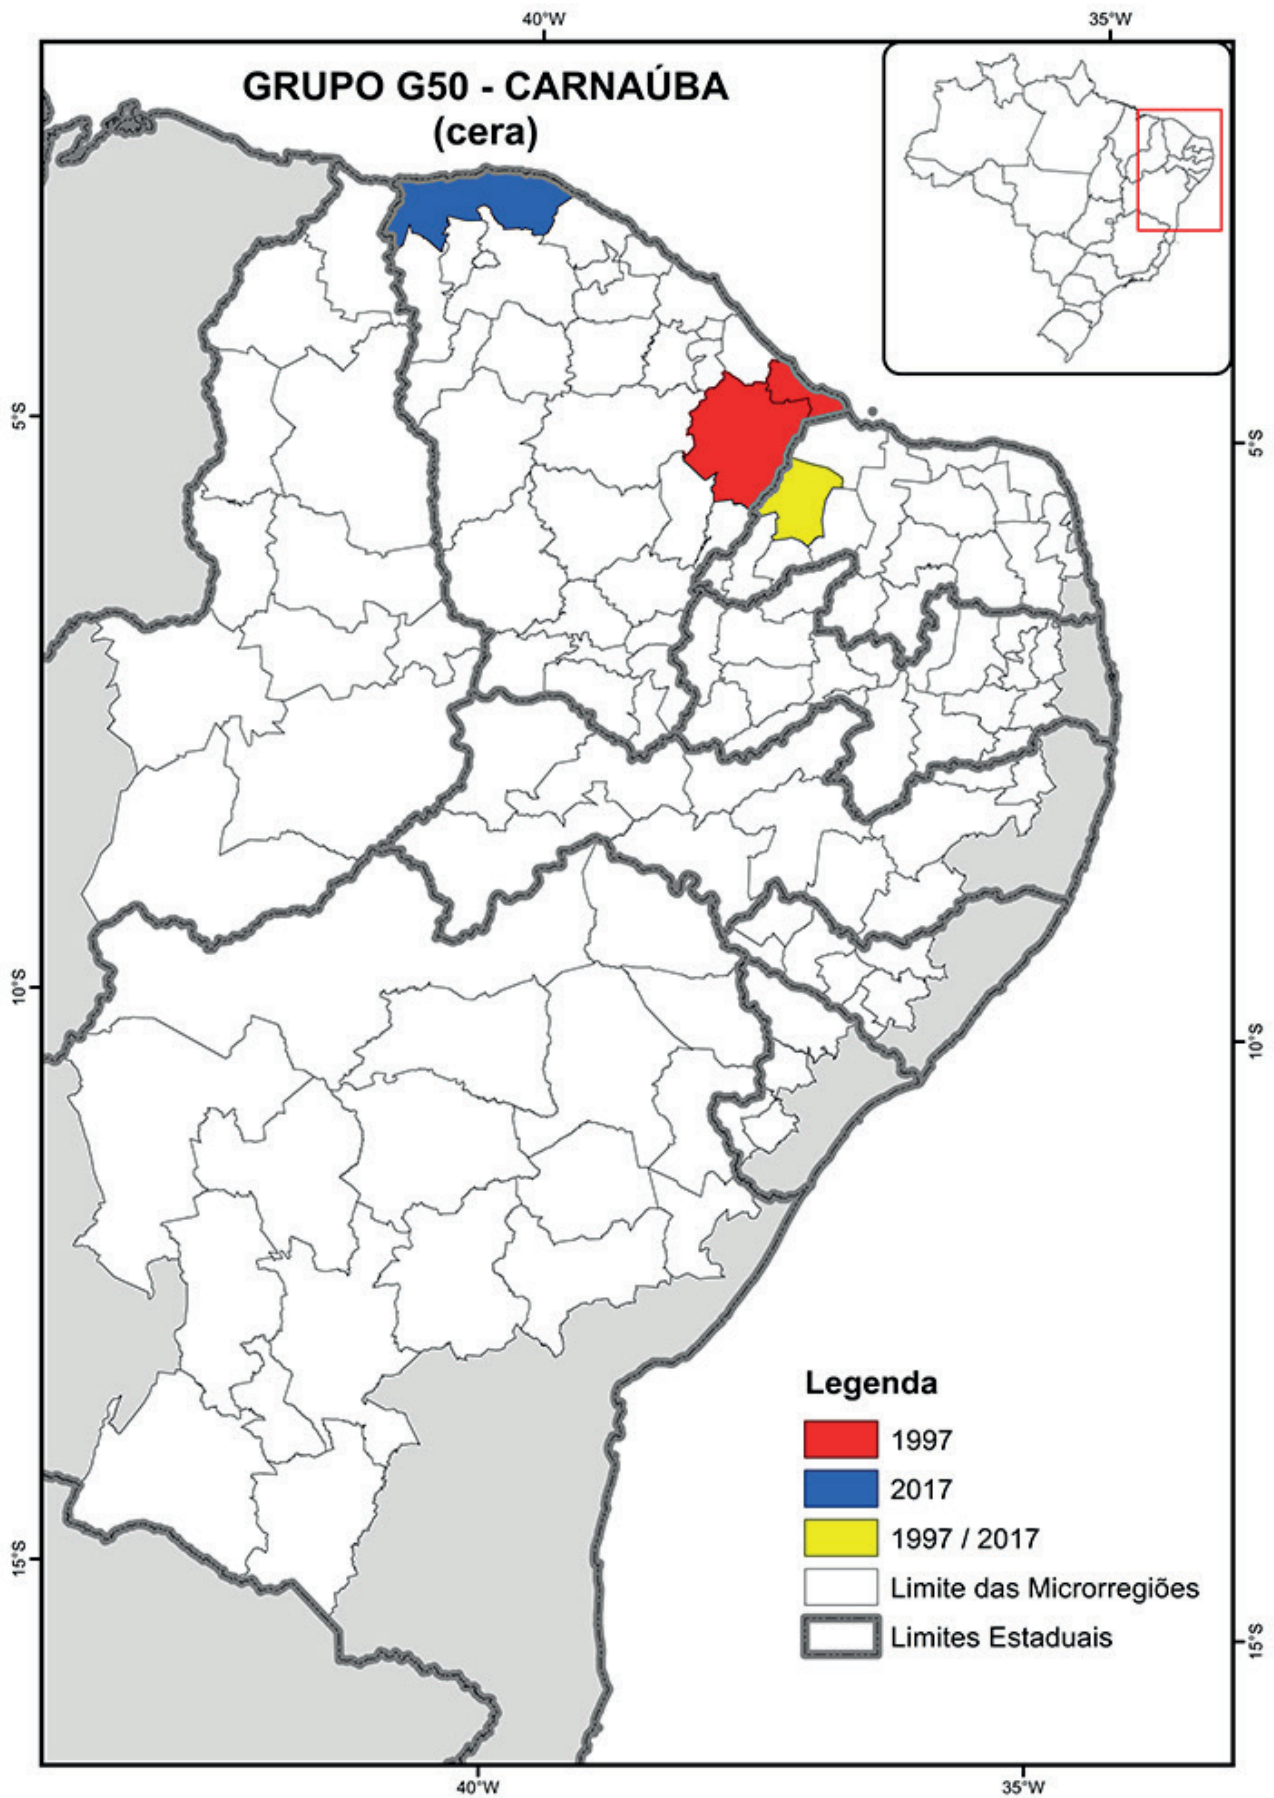 40°W
35°W
GRUPO G50 - CARNAÚBA
(cera)
5°S
5°S
10°S
10°S
Legenda
1997
2017
1997 / 2017
Limite das Microrregiões
Limites Estaduais
15°S
15°S
40°W
35°W